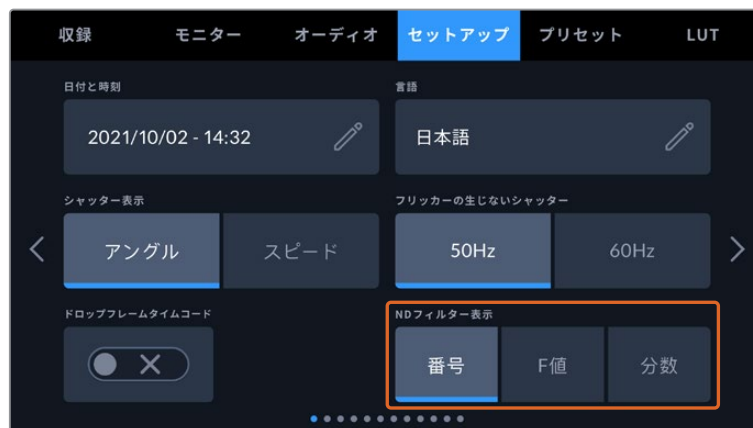 収録 モニター オーディオ セットアップ プリセット LUT
日付と時刻 言語
2021/10/02 - 14:32 日本語
シャッター表示 フリッカーの生じないシャッター
アングル スピード 50Hz 60Hz
ドロップフレームタイムコード NDフィルター表示
番号 F値 分数